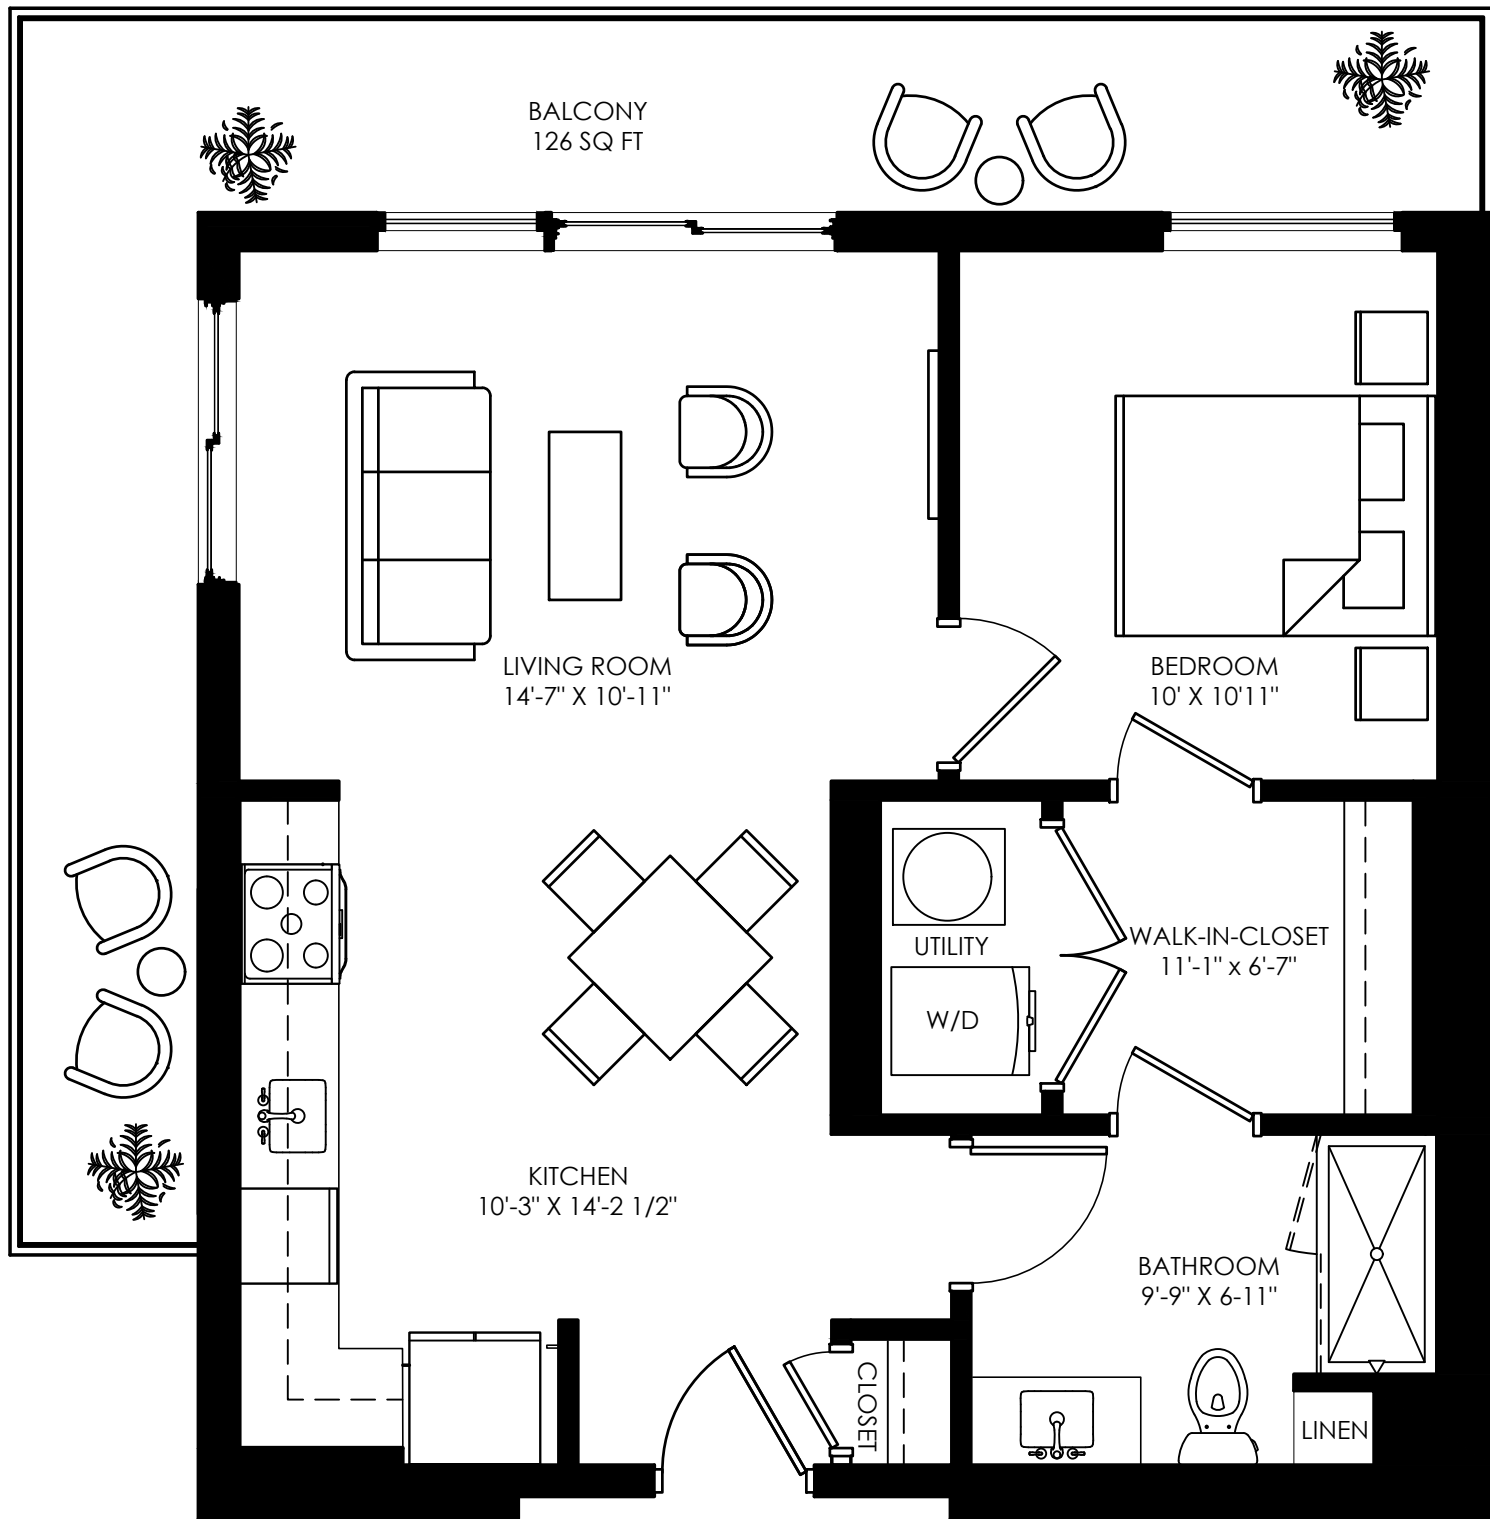 BALCONY
126 SQ FT
LIVING ROOM
14'-7" X 10'-11"
BEDROOM
10' X 10'11"
UTILITY
W/D
WALK-IN-CLOSET
11'-1" x 6'-7"
KITCHEN
10'-3" X 14'-2 1/2"
BATHROOM
9'-9" X 6-11"
CLOSET
LINEN